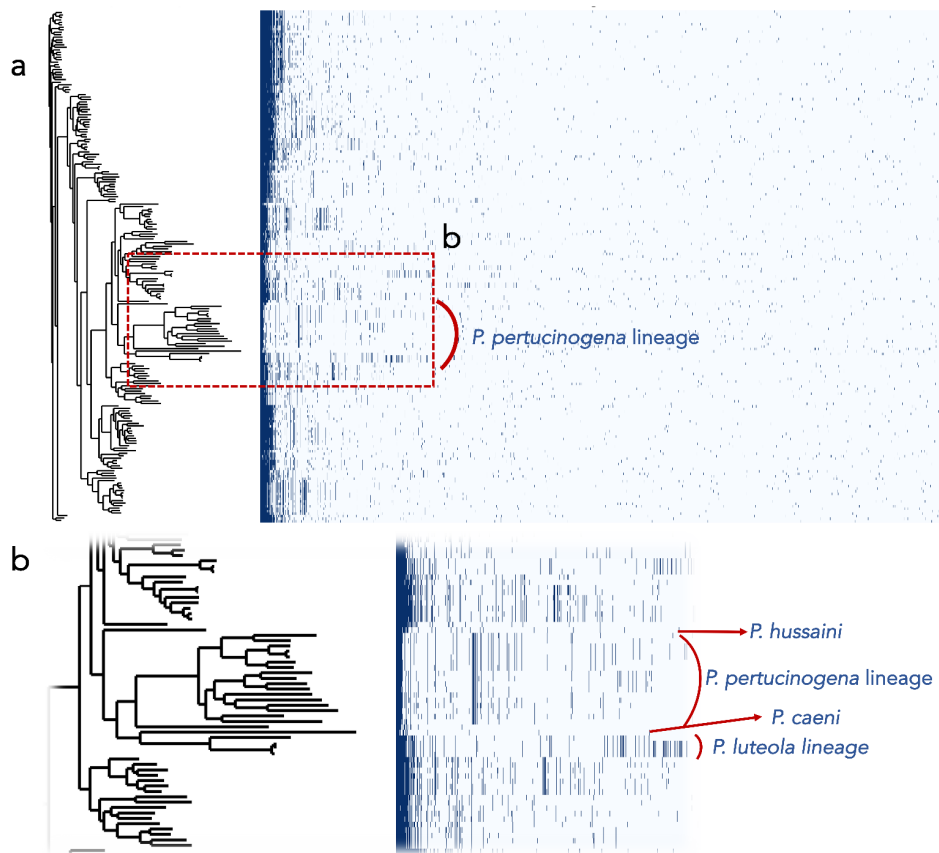 a
b
P. pertucinogena lineage
b
P. hussaini
P. pertucinogena lineage
P. caeni
P. luteola lineage